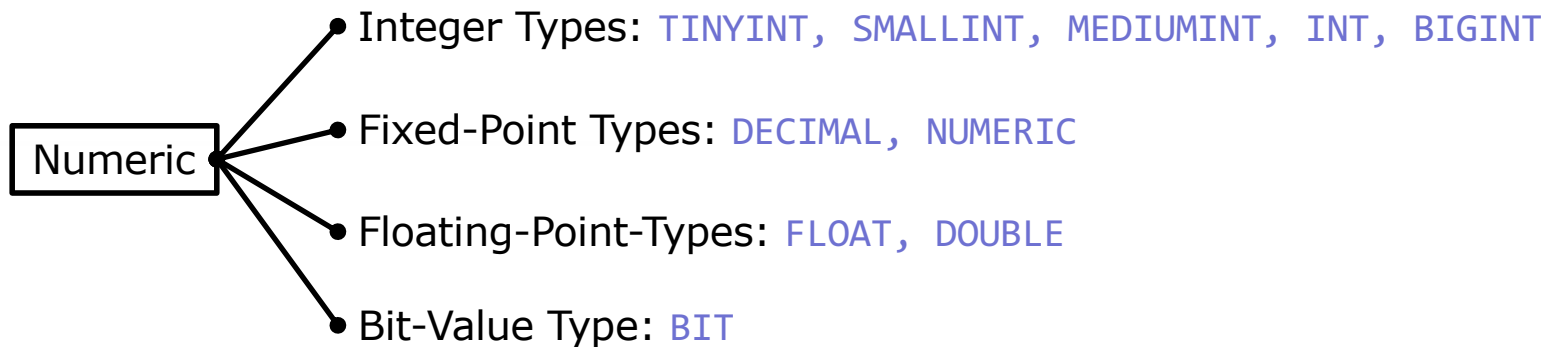 Integer Types: TINYINT, SMALLINT, MEDIUMINT, INT, BIGINT
Fixed-Point Types: DECIMAL, NUMERIC
Numeric
Floating-Point-Types: FLOAT, DOUBLE
Bit-Value Type: BIT